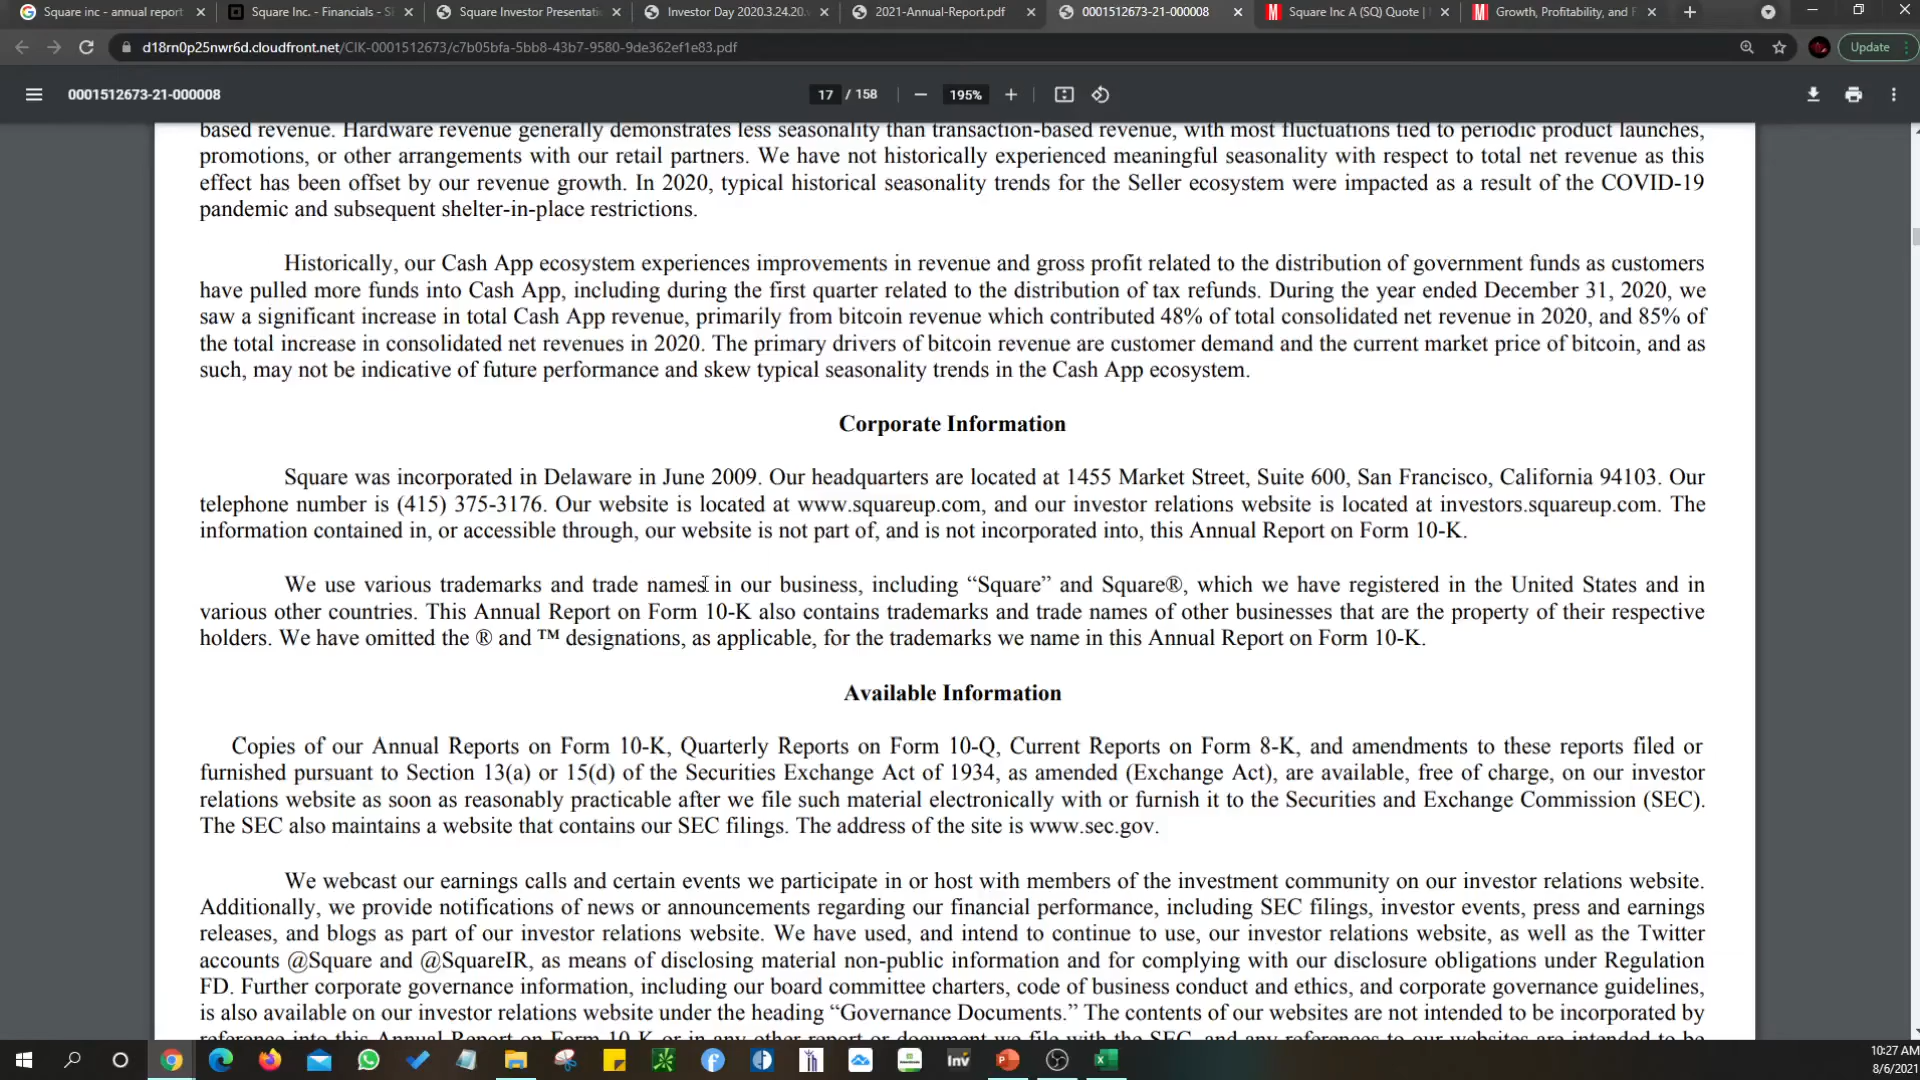 Square inc - annual report
Square Inc. - Financials - S
Square Investor Presentati
Investor Day 2020.3.24.20.
2021-Annual-Report.pdf
0001512673-21-000008
Square Inc A (SQ) Quote |
Growth, Profitability, and F
d18rn0p25nwr6d.cloudfront.net/CIK-0001512673/c7b05bfa-5bb8-43b7-9580-9de362ef1e83.pdf
Update
0001512673-21-000008
17 / 158
195%
based revenue. Hardware revenue generally demonstrates less seasonality than transaction-based revenue, with most fluctuations tied to periodic product launches,
promotions, or other arrangements with our retail partners. We have not historically experienced meaningful seasonality with respect to total net revenue as this
effect has been offset by our revenue growth. In 2020, typical historical seasonality trends for the Seller ecosystem were impacted as a result of the COVID-19
pandemic and subsequent shelter-in-place restrictions.
Historically, our Cash App ecosystem experiences improvements in revenue and gross profit related to the distribution of government funds as customers
have pulled more funds into Cash App, including during the first quarter related to the distribution of tax refunds. During the year ended December 31, 2020, we
saw a significant increase in total Cash App revenue, primarily from bitcoin revenue which contributed 48% of total consolidated net revenue in 2020, and 85% of
the total increase in consolidated net revenues in 2020. The primary drivers of bitcoin revenue are customer demand and the current market price of bitcoin, and as
such, may not be indicative of future performance and skew typical seasonality trends in the Cash App ecosystem.
Corporate Information
Square was incorporated in Delaware in June 2009. Our headquarters are located at 1455 Market Street, Suite 600, San Francisco, California 94103. Our
telephone number is (415) 375-3176. Our website is located at www.squareup.com, and our investor relations website is located at investors.squareup.com. The
information contained in, or accessible through, our website is not part of, and is not incorporated into, this Annual Report on Form 10-K.
We use various trademarks and trade names in our business, including “Square” and Square®, which we have registered in the United States and in
various other countries. This Annual Report on Form 10-K also contains trademarks and trade names of other businesses that are the property of their respective
holders. We have omitted the ® and ™ designations, as applicable, for the trademarks we name in this Annual Report on Form 10-K.
Available Information
Copies of our Annual Reports on Form 10-K, Quarterly Reports on Form 10-Q, Current Reports on Form 8-K, and amendments to these reports filed or
furnished pursuant to Section 13(a) or 15(d) of the Securities Exchange Act of 1934, as amended (Exchange Act), are available, free of charge, on our investor
relations website as soon as reasonably practicable after we file such material electronically with or furnish it to the Securities and Exchange Commission (SEC).
The SEC also maintains a website that contains our SEC filings. The address of the site is www.sec.gov.
We webcast our earnings calls and certain events we participate in or host with members of the investment community on our investor relations website.
Additionally, we provide notifications of news or announcements regarding our financial performance, including SEC filings, investor events, press and earnings
releases, and blogs as part of our investor relations website. We have used, and intend to continue to use, our investor relations website, as well as the Twitter
accounts @Square and @SquareIR, as means of disclosing material non-public information and for complying with our disclosure obligations under Regulation
FD. Further corporate governance information, including our board committee charters, code of business conduct and ethics, and corporate governance guidelines,
is also available on our investor relations website under the heading “Governance Documents.” The contents of our websites are not intended to be incorporated by
reference into this Annual Report on Form 10-K or in any other report or document we file with the SEC, and any references to our websites are intended to be
Inv
10:27 AM
8/6/2021